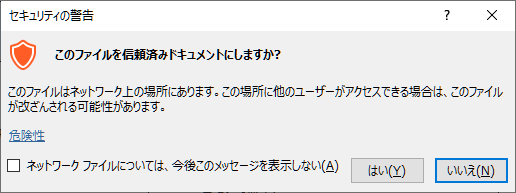 セキュリティの警告
このファイルを信頼済みドキュメントにしますか?
このファイルはネットワーク上の場所にあります。この場所に他のユーザーがアクセスできる場合は、このファイル
が改ざんされる可能性があります。
危険性
ネットワーク ファイルについては、今後このメッセージを表示しない(A)
はい(Y)
いいえ(N)